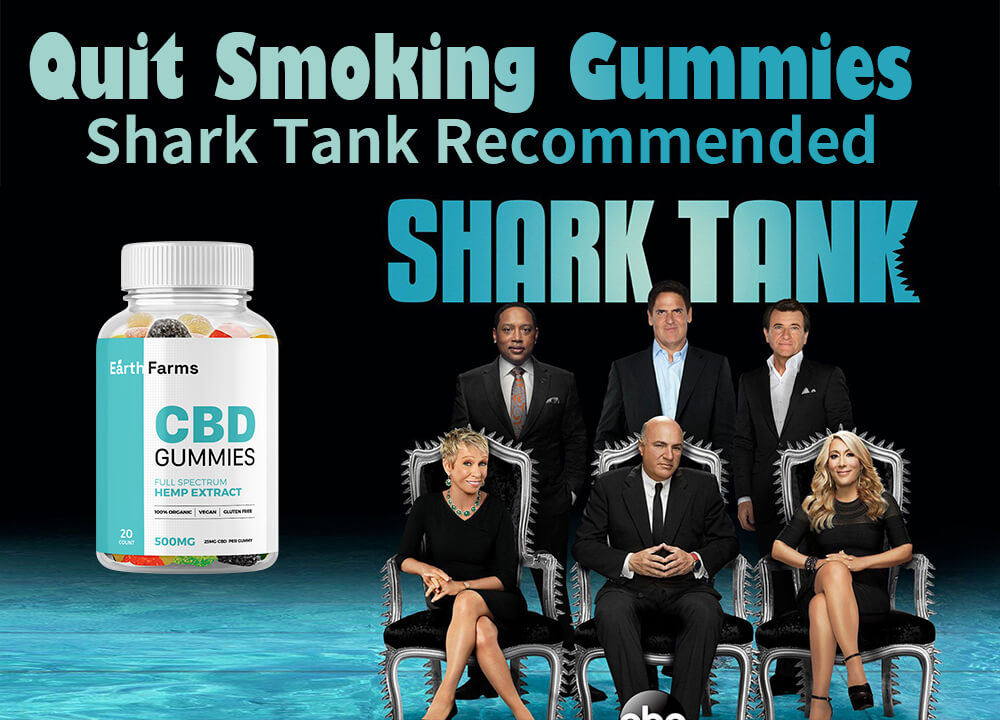 Quit Smoking Gummies
Shark Tank Recommended
SHARK TANK
Earth Farms
CBD
GUMMIES
FULL SPECTRUM
HEMP EXTRACT
100% ORGANIC | VEGAN | GLUTEN FREE
20
COUNT
500MG
25MG CBD PER GUMMY
abc